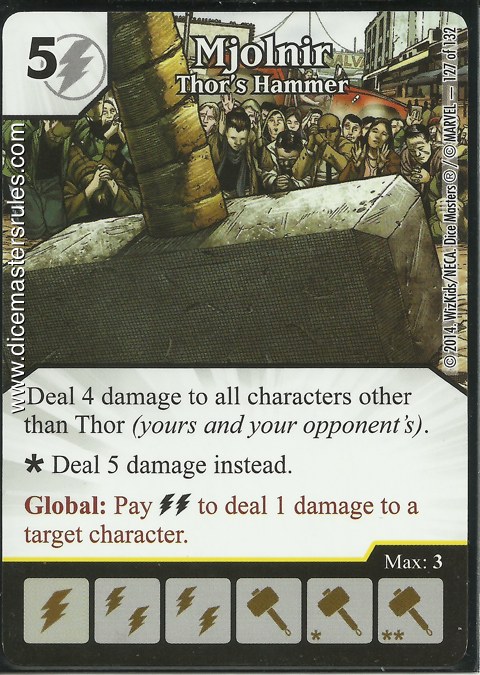 5
Mjolnir
Thor's Hammer
Deal 4 damage to all characters other
than Thor (yours and your opponent's).
* Deal 5 damage instead.
Global: Pay to deal 1 damage to a
target character.
Max: 3
*
**
© 2014. WizKids/NECA. Dice Masters ® / © MARVEL — 127 of 132
www.dicemastersrules.com